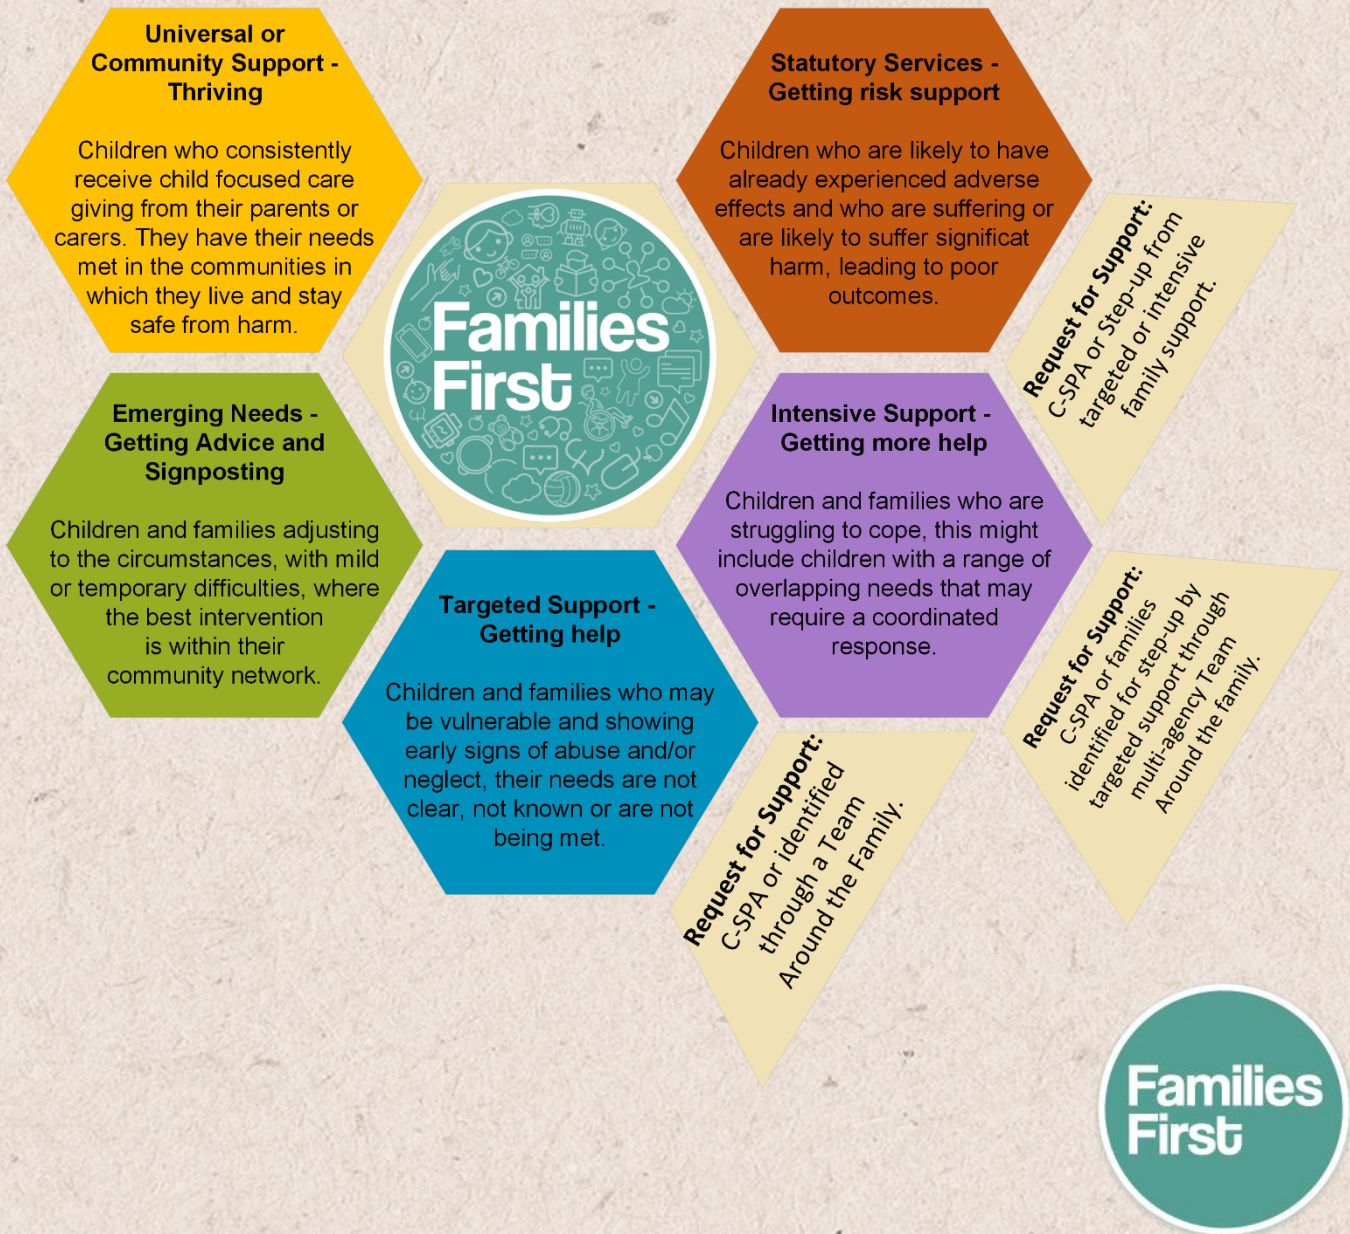 Universal or
Community Support -
Thriving
Children who consistently
receive child focused care
giving from their parents or
carers. They have their needs
met in the communities in
which they live and stay
safe from harm.
Statutory Services -
Getting risk support
Children who are likely to have
already experienced adverse
effects and who are suffering or
are likely to suffer significat
harm, leading to poor
outcomes.
Request for Support:
C-SPA or Step-up from
targeted or intensive
family support.
Families
First
Emerging Needs -
Getting Advice and
Signposting
Children and families adjusting
to the circumstances, with mild
or temporary difficulties, where
the best intervention
is within their
community network.
Targeted Support -
Getting help
Children and families who may
be vulnerable and showing
early signs of abuse and/or
neglect, their needs are not
clear, not known or are not
being met.
Request for Support:
C-SPA or identified
through a Team
Around the Family.
Intensive Support -
Getting more help
Children and families who are
struggling to cope, this might
include children with a range of
overlapping needs that may
require a coordinated
response.
Request for Support:
C-SPA or families
identified for step-up by
targeted support through
multi-agency Team
Around the family.
Families
First